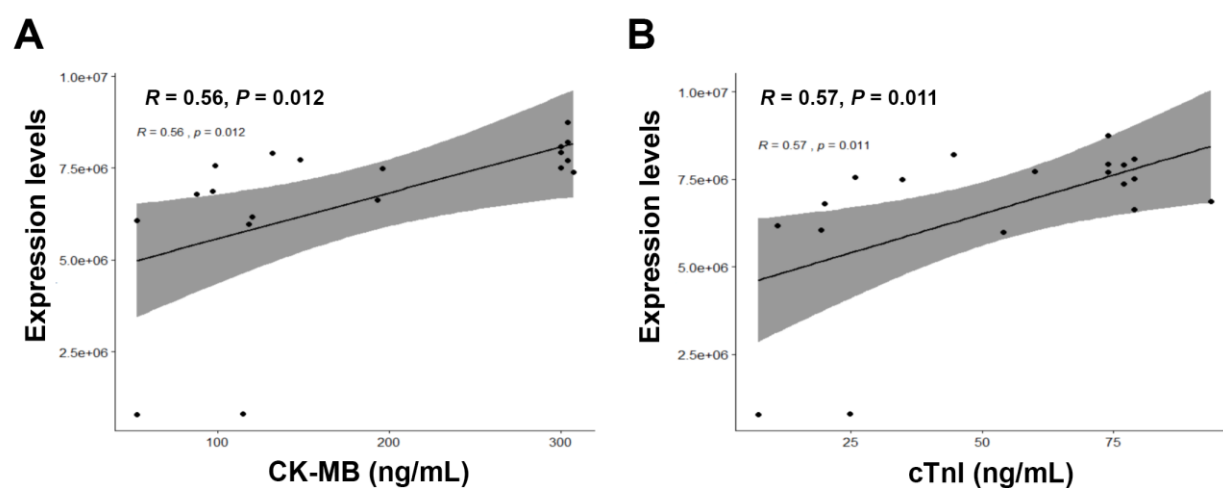 A
Expression levels
1.0e+07
7.5e+06
5.0e+06
2.5e+06
R = 0.56, P = 0.012
R = 0.56 , p = 0.012
100
200
300
CK-MB (ng/mL)
B
Expression levels
1.0e+07
7.5e+06
5.0e+06
2.5e+06
R = 0.57, P = 0.011
R = 0.57 , p = 0.011
25
50
75
cTnI (ng/mL)